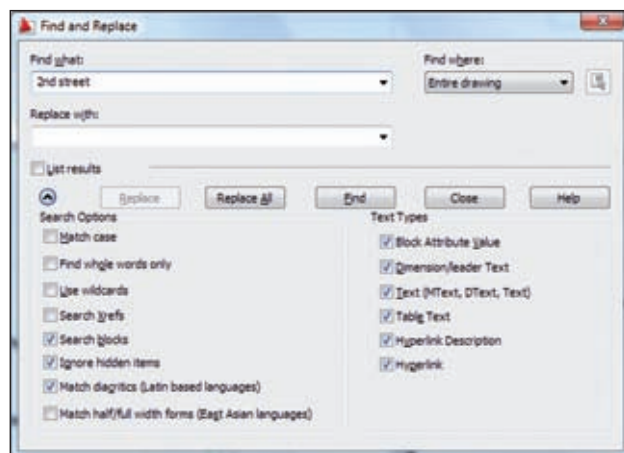 Find and Replace
Find what:
Find where:
2nd street
Entire drawing
Replace with:
List results
Replace
Replace All
Find
Close
Help
Search Options
Match case
Find whole words only
Use wildcards
Search Xrefs
Search blocks
Ignore hidden items
Match diacritics (Latin based languages)
Match half/full width forms (East Asian languages)
Text Types
Block Attribute Value
Dimension/leader Text
Text (MText, DText, Text)
Table Text
Hyperlink Description
Hyperlink